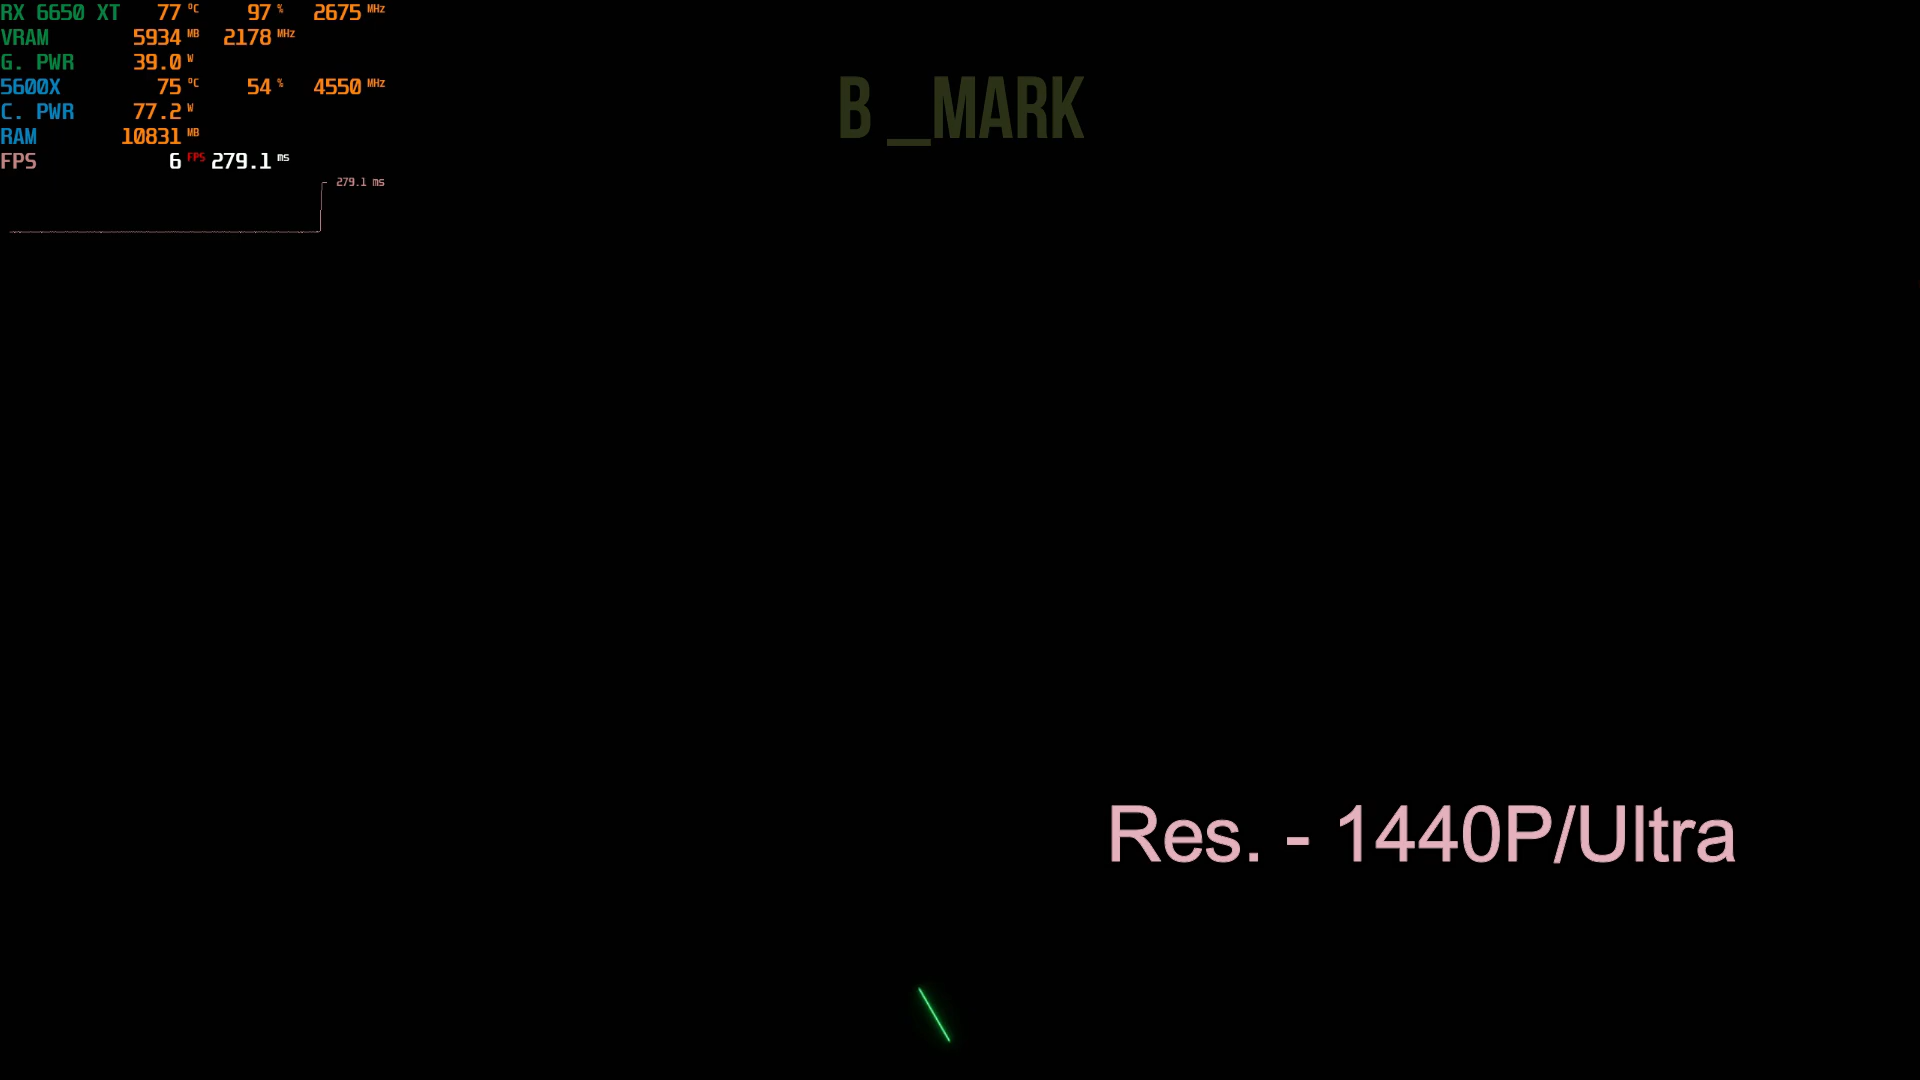 RX 6650 XT 77 °C 97 % 2675 MHz
VRAM 5934 MB 2178 MHz
G. PWR 39.0 W
5600X 75 °C 54 % 4550 MHz
C. PWR 77.2 W
RAM 10831 MB
FPS 6 FPS 279.1 ms
279.1 ms
B _MARK
Res. - 1440P/Ultra